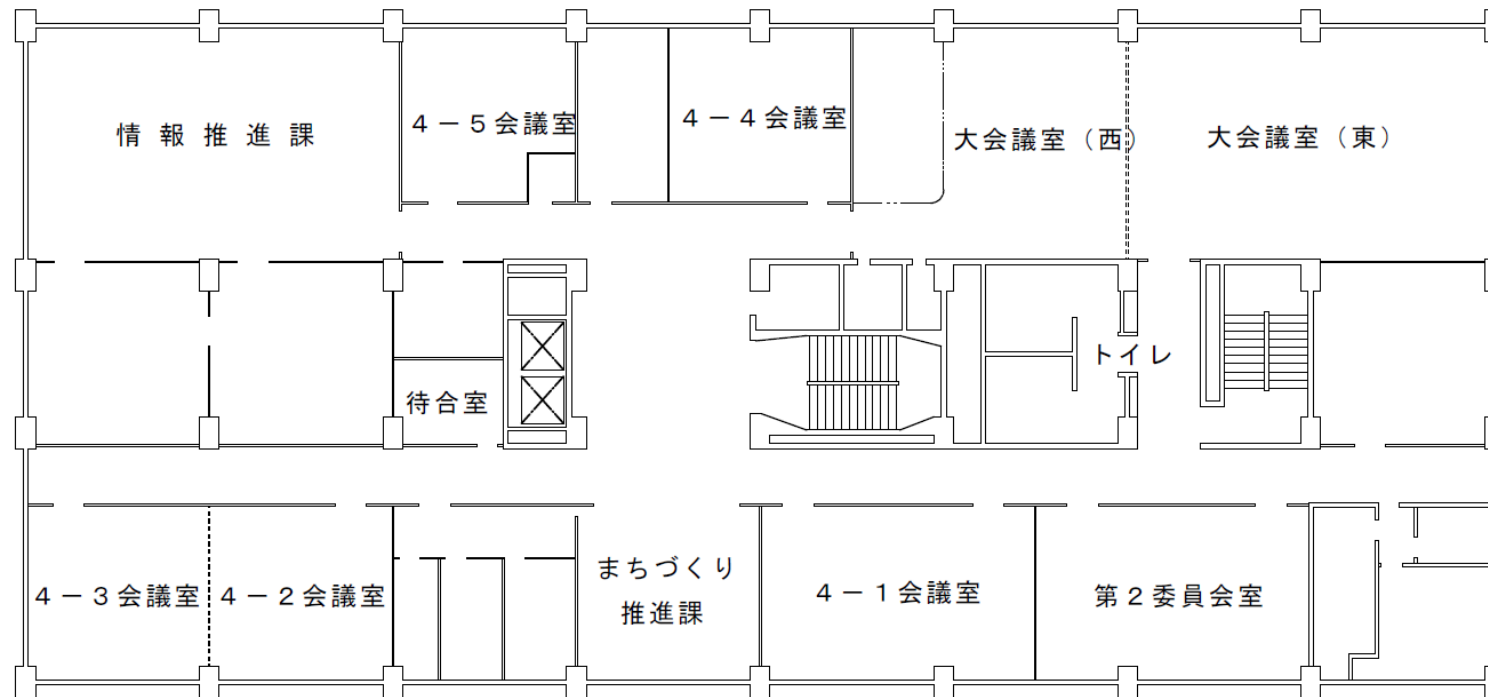 情報推進課
４－５会議室
４－４会議室
大会議室（西）
大会議室（東）
トイレ
待合室
４－３会議室
４－２会議室
まちづくり
推進課
４－１会議室
第２委員会室